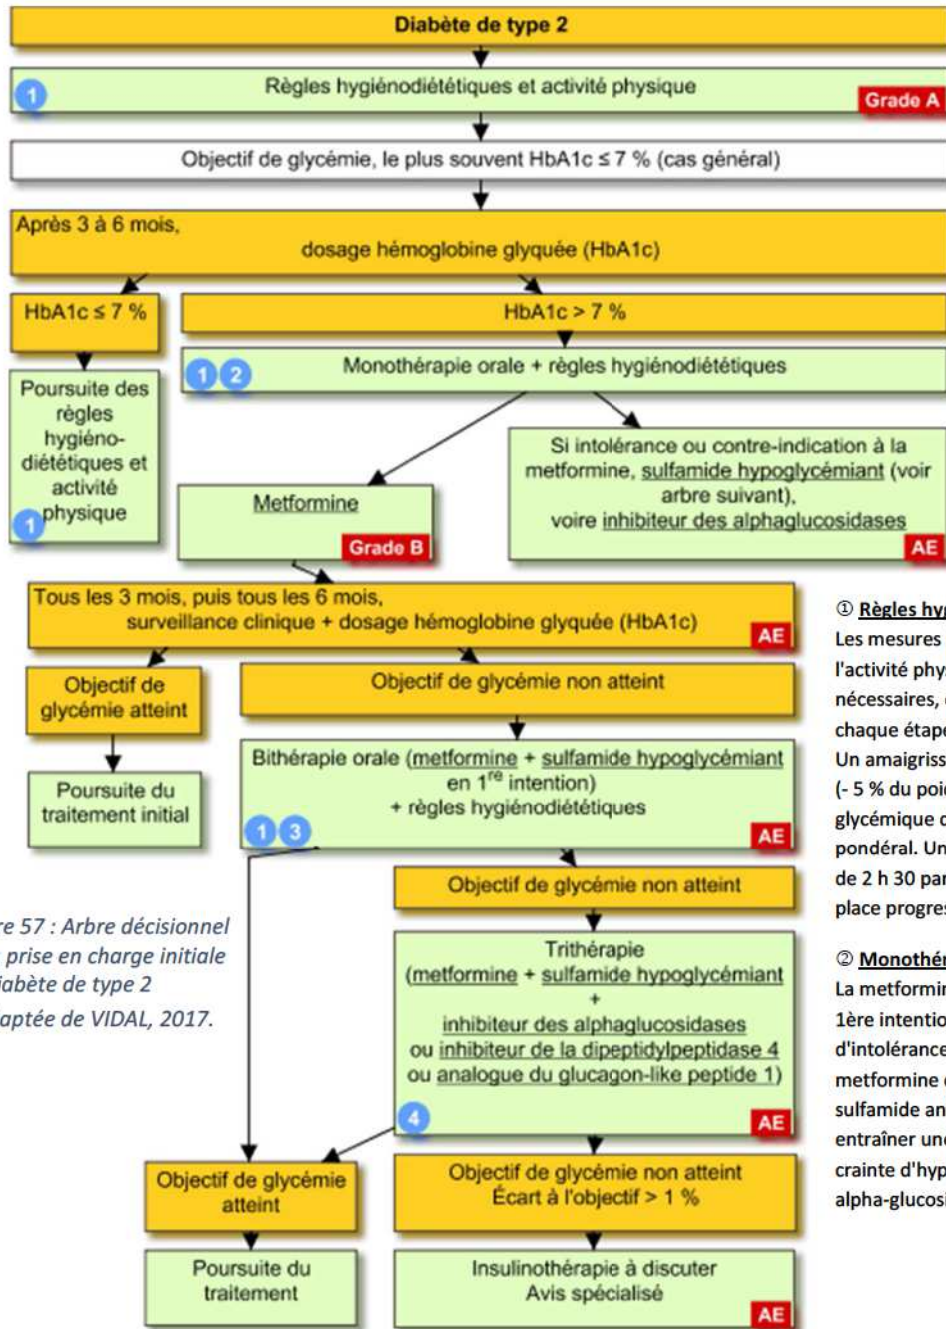 Diabète de type 2
1
Règles hygiénodiététiques et activité physique
Grade A
Objectif de glycémie, le plus souvent HbA1c ≤ 7 % (cas général)
Après 3 à 6 mois,
dosage hémoglobine glyquée (HbA1c)
HbA1c ≤ 7 %
HbA1c > 7 %
1 2
Monothérapie orale + règles hygiénodiététiques
Poursuite des
règles
hygiéno-
diététiques et
activité
physique
1
Si intolérance ou contre-indication à la
metformine, sulfamide hypoglycémiant (voir
arbre suivant),
voire inhibiteur des alphaglucosidases
AE
Metformine
Grade B
Tous les 3 mois, puis tous les 6 mois,
surveillance clinique + dosage hémoglobine glyquée (HbA1c)
AE
Objectif de
glycémie atteint
Objectif de glycémie non atteint
Poursuite du
traitement initial
Bithérapie orale (metformine + sulfamide hypoglycémiant
en 1re intention)
+ règles hygiénodiététiques
1 3
AE
Objectif de glycémie non atteint
Trithérapie
(metformine + sulfamide hypoglycémiant
+
inhibiteur des alphaglucosidases
ou inhibiteur de la dipeptidylpeptidase 4
ou analogue du glucagon-like peptide 1)
4
AE
Objectif de glycémie
atteint
Objectif de glycémie non atteint
Écart à l'objectif > 1 %
Poursuite du
traitement
Insulinothérapie à discuter
Avis spécialisé
AE
re 57 : Arbre décisionnel
prise en charge initiale
iabète de type 2
aptée de VIDAL, 2017.
① Règles hy
Les mesures
l'activité phy
nécessaires,
chaque étape
Un amaigriss
(- 5 % du poi
glycémique
pondéral. Un
de 2 h 30 par
place progres
② Monothér
La metformin
1ère intentio
d'intolérance
metformine
sulfamide an
entraîner une
crainte d'hyp
alpha-glucosi